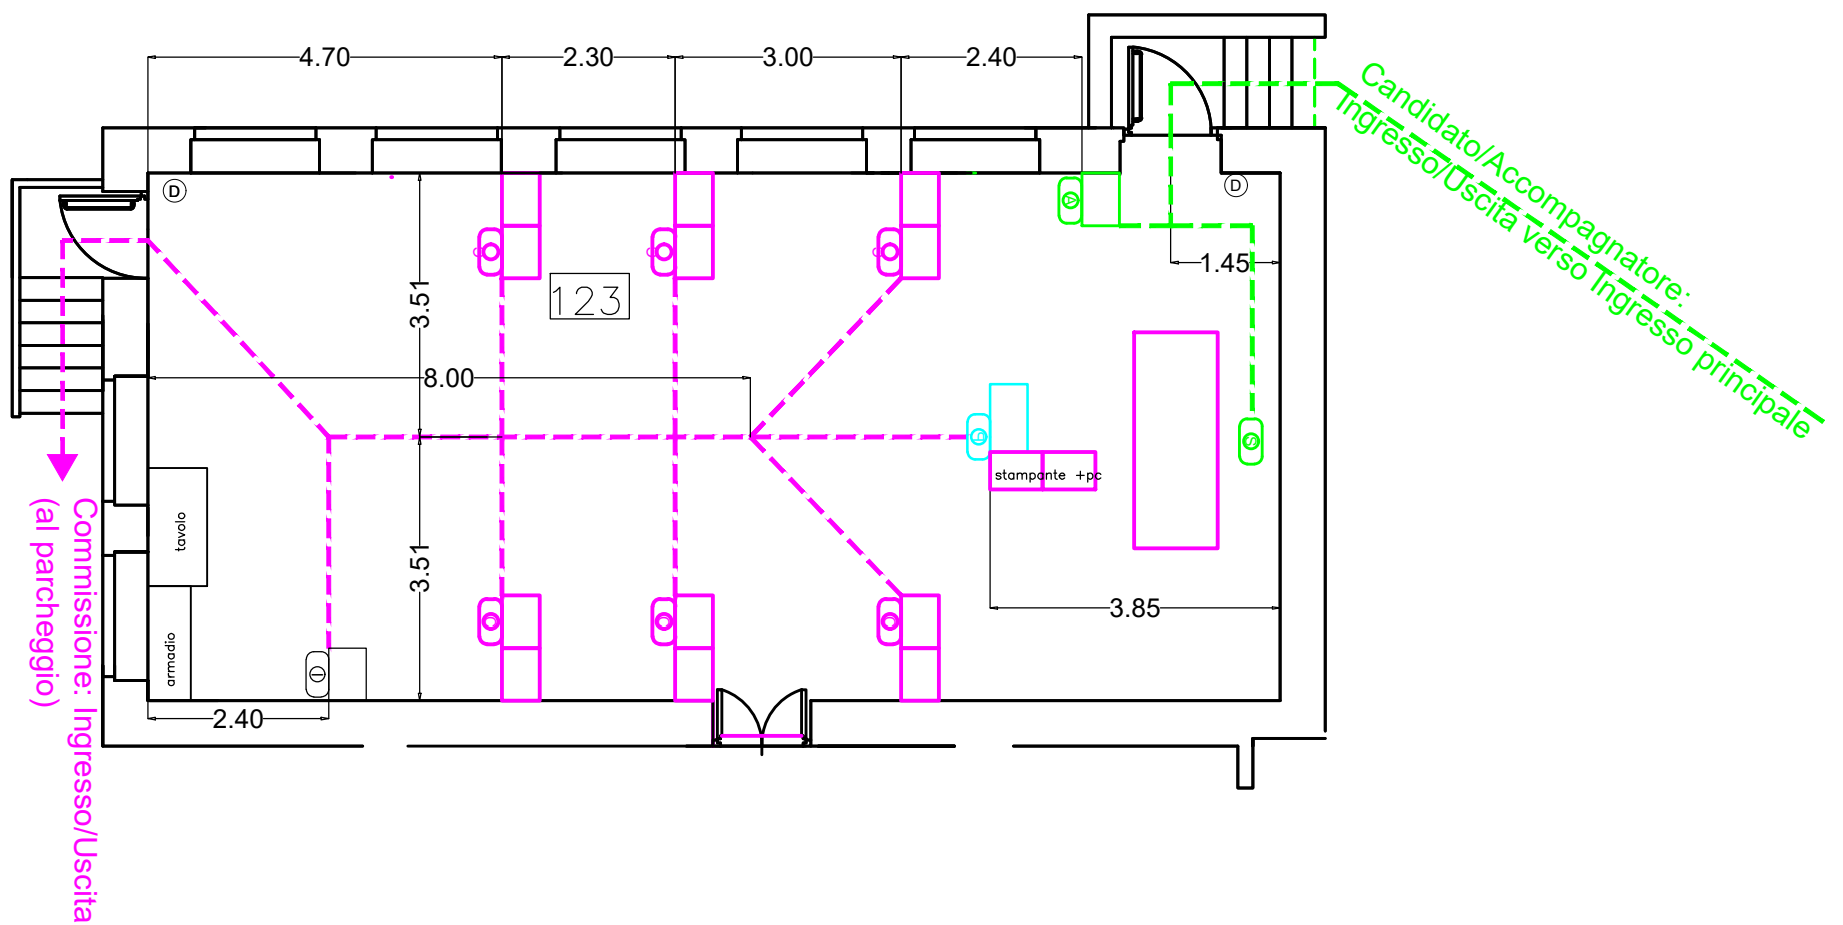 4.70
2.30
3.00
2.40
Candidato/Accompagnatore:
Ingresso/Uscita verso Ingresso principale
D
D
A
1.45
123
3.51
8.00
S
stampante +pc
tavolo
3.51
3.85
armadio
I
2.40
Commissione: Ingresso/Uscita
(al parcheggio)